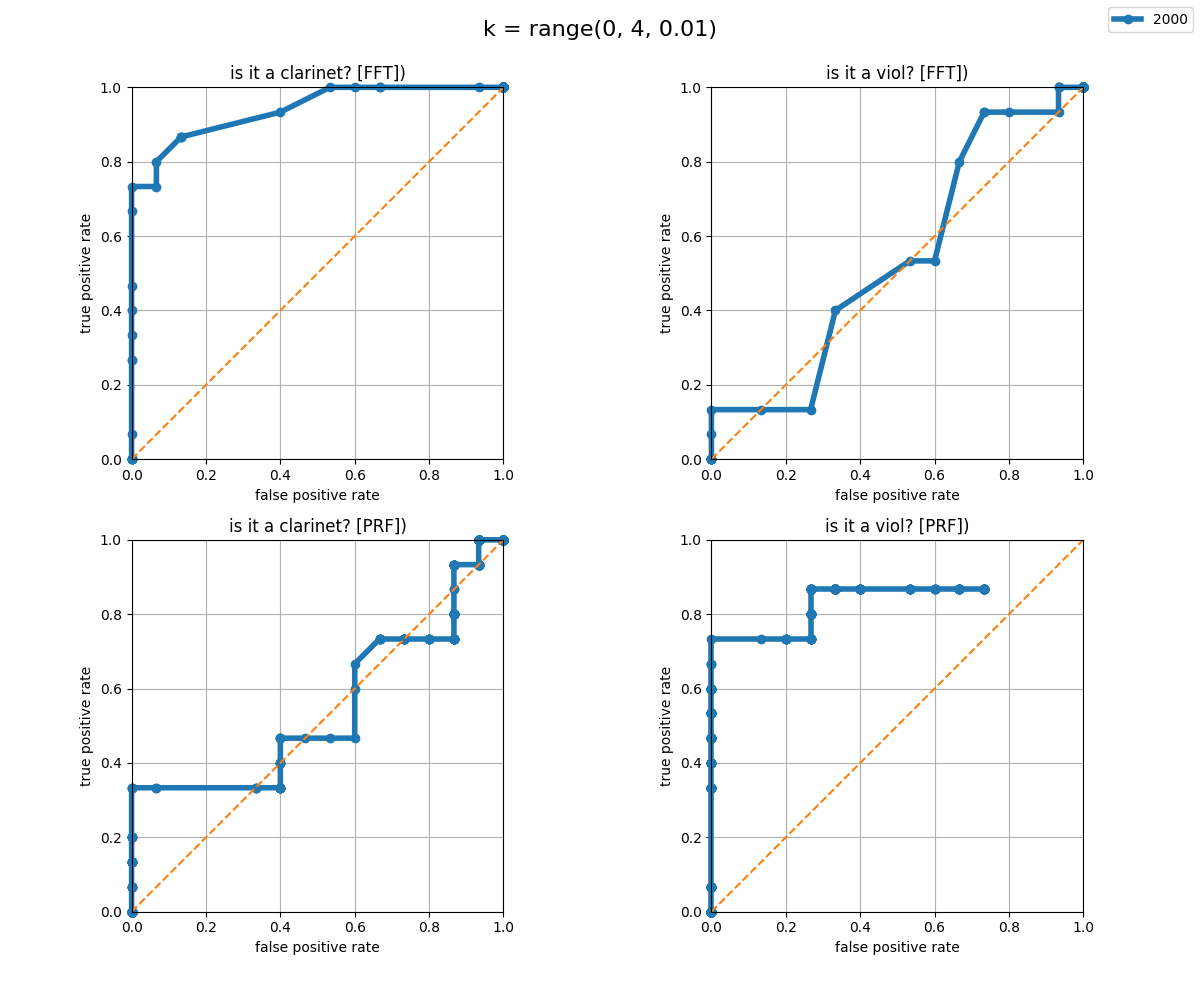 k = range(0, 4, 0.01)
2000
is it a clarinet? [FFT])
1.0
0.8
0.6
0.4
0.2
0.0
true positive rate
0.0 0.2 0.4 0.6 0.8 1.0
false positive rate
is it a viol? [FFT])
1.0
0.8
0.6
0.4
0.2
0.0
true positive rate
0.0 0.2 0.4 0.6 0.8 1.0
false positive rate
is it a clarinet? [PRF])
1.0
0.8
0.6
0.4
0.2
0.0
true positive rate
0.0 0.2 0.4 0.6 0.8 1.0
false positive rate
is it a viol? [PRF])
1.0
0.8
0.6
0.4
0.2
0.0
true positive rate
0.0 0.2 0.4 0.6 0.8 1.0
false positive rate